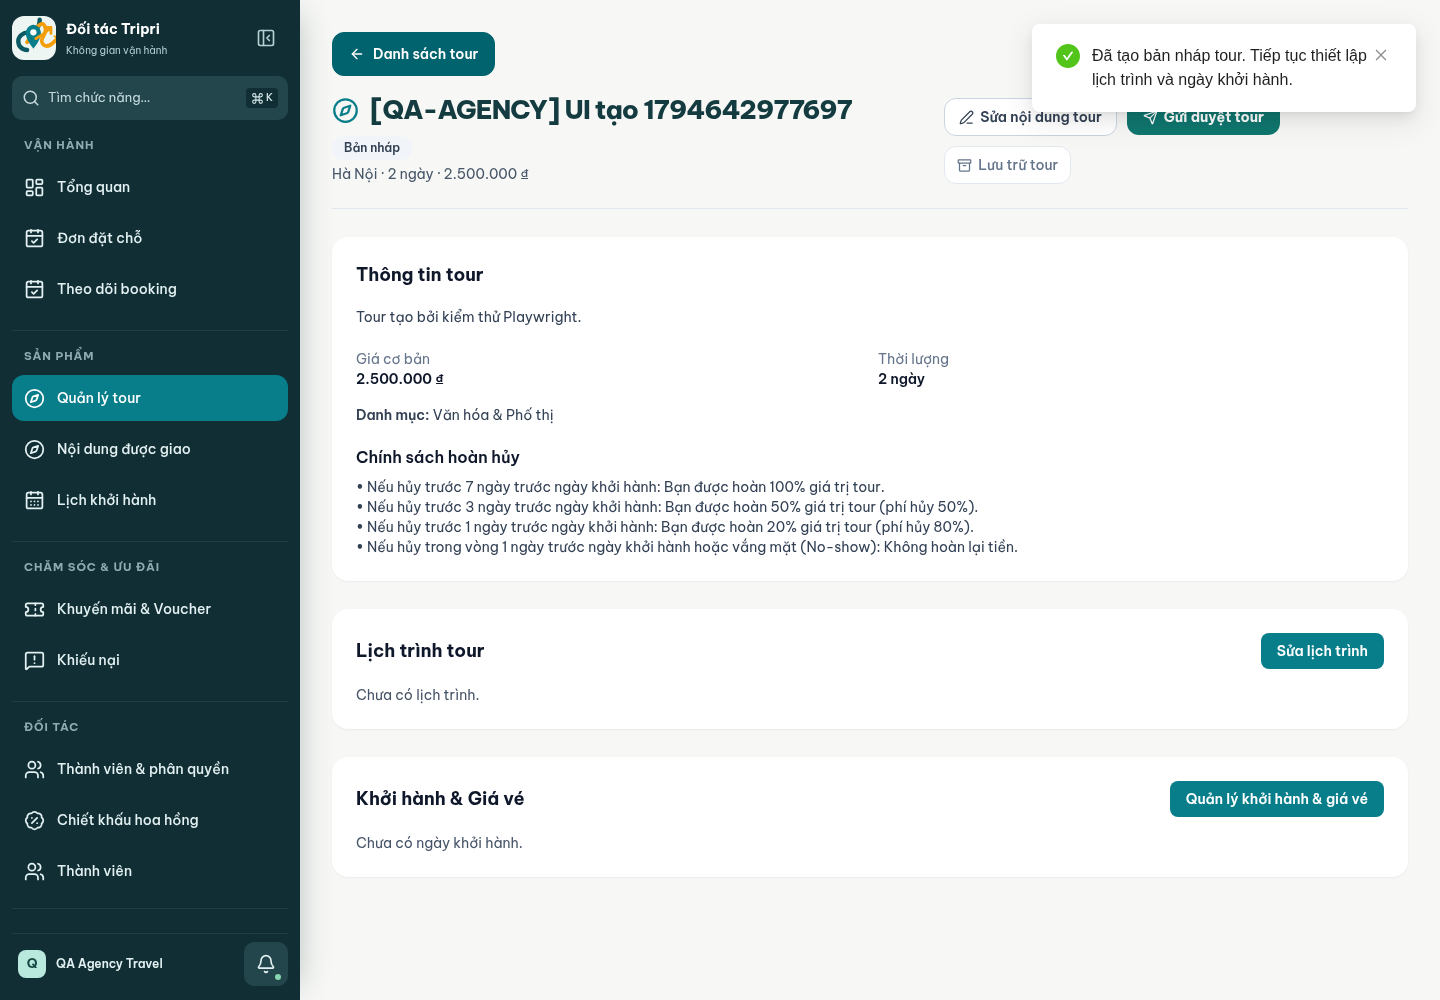 Đối tác Tripri
Không gian vận hành
Tìm chức năng...
⌘K
VẬN HÀNH
Tổng quan
Đơn đặt chỗ
Theo dõi booking
SẢN PHẨM
Quản lý tour
Nội dung được giao
Lịch khởi hành
CHĂM SÓC & ƯU ĐÃI
Khuyến mãi & Voucher
Khiếu nại
ĐỐI TÁC
Thành viên & phân quyền
Chiết khấu hoa hồng
Thành viên
Q
QA Agency Travel
Danh sách tour
Đã tạo bản nháp tour. Tiếp tục thiết lập
lịch trình và ngày khởi hành.
[QA-AGENCY] UI tạo 1794642977697
Bản nháp
Hà Nội · 2 ngày · 2.500.000 ₫
Sửa nội dung tour
Gửi duyệt tour
Lưu trữ tour
Thông tin tour
Tour tạo bởi kiểm thử Playwright.
Giá cơ bản
2.500.000 ₫
Thời lượng
2 ngày
Danh mục: Văn hóa & Phố thị
Chính sách hoàn hủy
• Nếu hủy trước 7 ngày trước ngày khởi hành: Bạn được hoàn 100% giá trị tour.
• Nếu hủy trước 3 ngày trước ngày khởi hành: Bạn được hoàn 50% giá trị tour (phí hủy 50%).
• Nếu hủy trước 1 ngày trước ngày khởi hành: Bạn được hoàn 20% giá trị tour (phí hủy 80%).
• Nếu hủy trong vòng 1 ngày trước ngày khởi hành hoặc vắng mặt (No-show): Không hoàn lại tiền.
Lịch trình tour
Sửa lịch trình
Chưa có lịch trình.
Khởi hành & Giá vé
Quản lý khởi hành & giá vé
Chưa có ngày khởi hành.